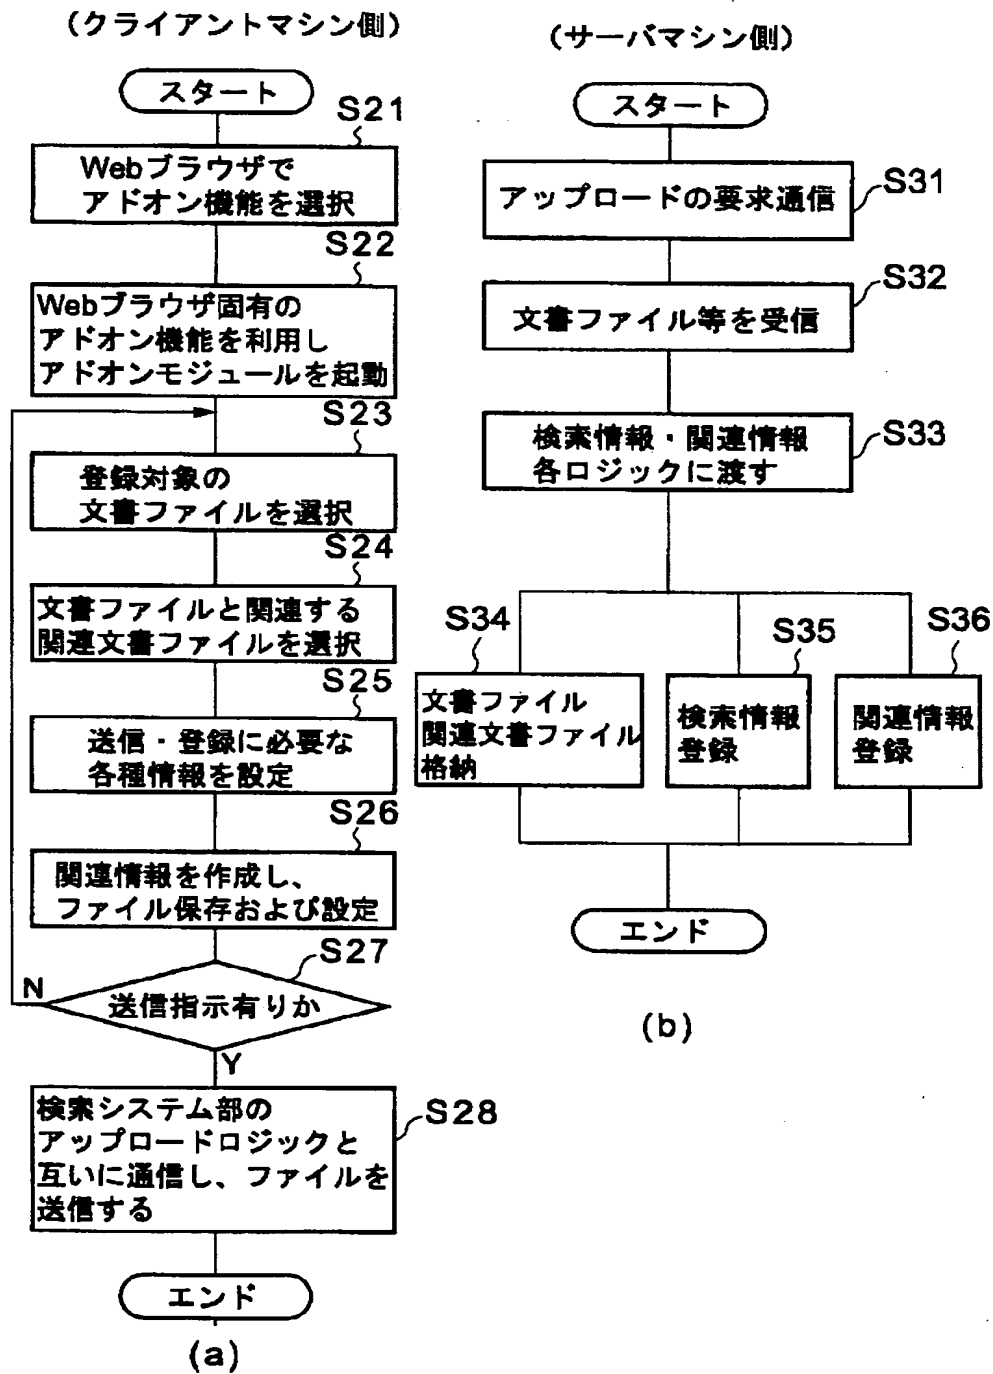 (クライアントマシン側)
スタート
S21
Webブラウザで
アドオン機能を選択
S22
Webブラウザ固有の
アドオン機能を利用し
アドオンモジュールを起動
S23
登録対象の
文書ファイルを選択
S24
文書ファイルと関連する
関連文書ファイルを選択
S25
送信・登録に必要な
各種情報を設定
S26
関連情報を作成し、
ファイル保存および設定
S27
送信指示有りか
N
Y
S28
検索システム部の
アップロードロジックと
互いに通信し、ファイルを
送信する
エンド
(a)
(サーバマシン側)
スタート
S31
アップロードの要求通信
S32
文書ファイル等を受信
S33
検索情報・関連情報
各ロジックに渡す
S34
文書ファイル
関連文書ファイル
格納
S35
検索情報
登録
S36
関連情報
登録
エンド
(b)